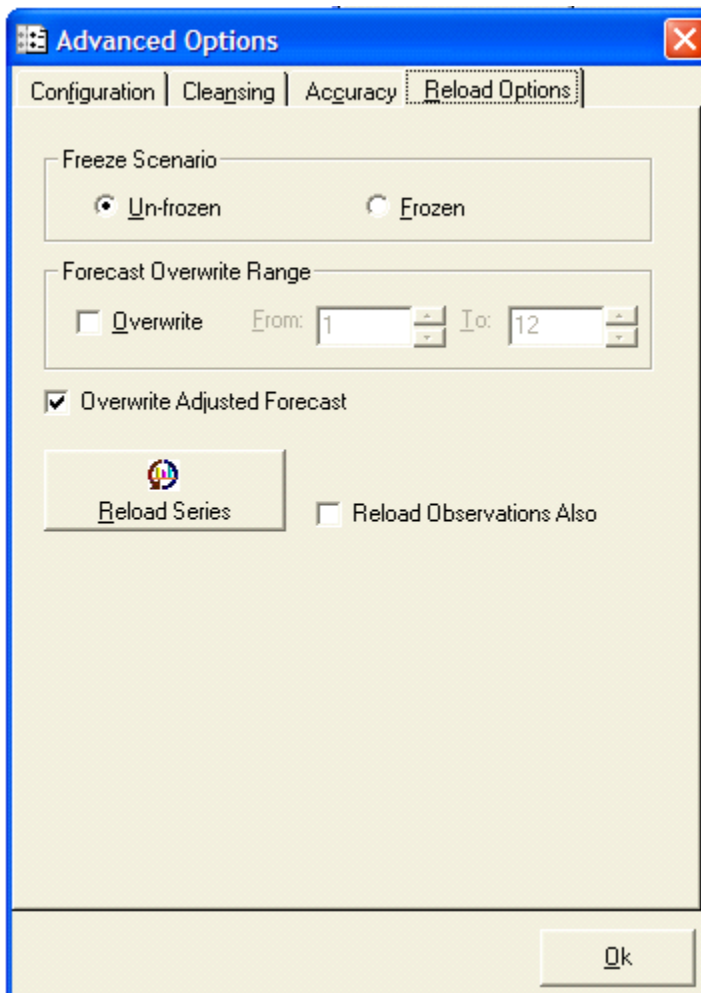 Advanced Options
Configuration Cleansing Accuracy Reload Options
Freeze Scenario
Un-frozen Frozen
Forecast Overwrite Range
Overwrite From: 1 To: 12
Overwrite Adjusted Forecast
Reload Series
Reload Observations Also
Ok